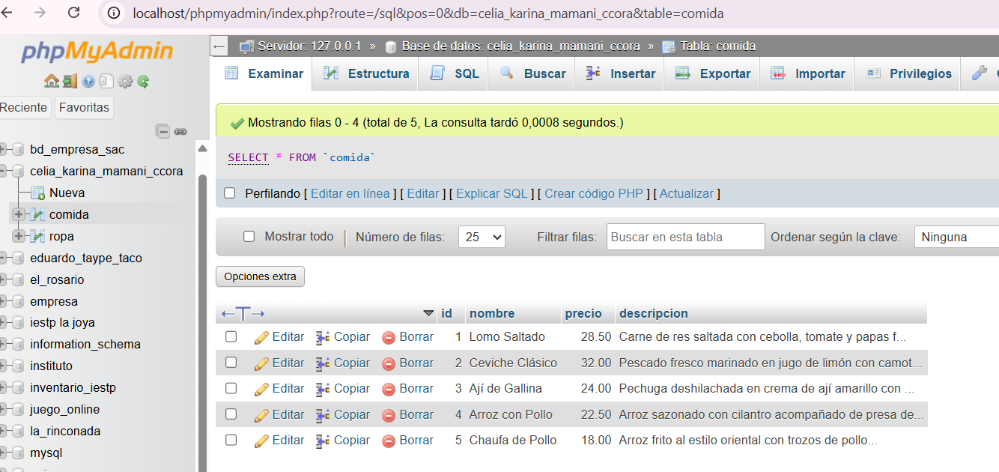 localhost/phpmyadmin/index.php?route=/sql&pos=0&db=celia_karina_mamani_ccora&table=comida
phpMyAdmin
Reciente Favoritas
bd_empresa_sac
celia_karina_mamani_ccora
Nueva
comida
ropa
eduardo_taype_taco
el_rosario
empresa
iestp la joya
information_schema
instituto
inventario_iestp
juego_online
la_rinconada
mysql
Servidor: 127.0.0.1 » Base de datos: celia_karina_mamani_ccora » Tabla: comida
Examinar Estructura SQL Buscar Insertar Exportar Importar Privilegios
Mostrando filas 0 - 4 (total de 5, La consulta tardó 0,0008 segundos.)
SELECT * FROM `comida`
Perfilando [ Editar en línea ] [ Editar ] [ Explicar SQL ] [ Crear código PHP ] [ Actualizar ]
Mostrar todo | Número de filas: 25 Filtrar filas: Buscar en esta tabla Ordenar según la clave: Ninguna
Opciones extra
←T→ id nombre precio descripcion
Editar Copiar Borrar 1 Lomo Saltado 28.50 Carne de res saltada con cebolla, tomate y papas f...
Editar Copiar Borrar 2 Ceviche Clásico 32.00 Pescado fresco marinado en jugo de limón con camot...
Editar Copiar Borrar 3 Ají de Gallina 24.00 Pechuga deshilachada en crema de ají amarillo con ...
Editar Copiar Borrar 4 Arroz con Pollo 22.50 Arroz sazonado con cilantro acompañado de presa de...
Editar Copiar Borrar 5 Chaufa de Pollo 18.00 Arroz frito al estilo oriental con trozos de pollo...